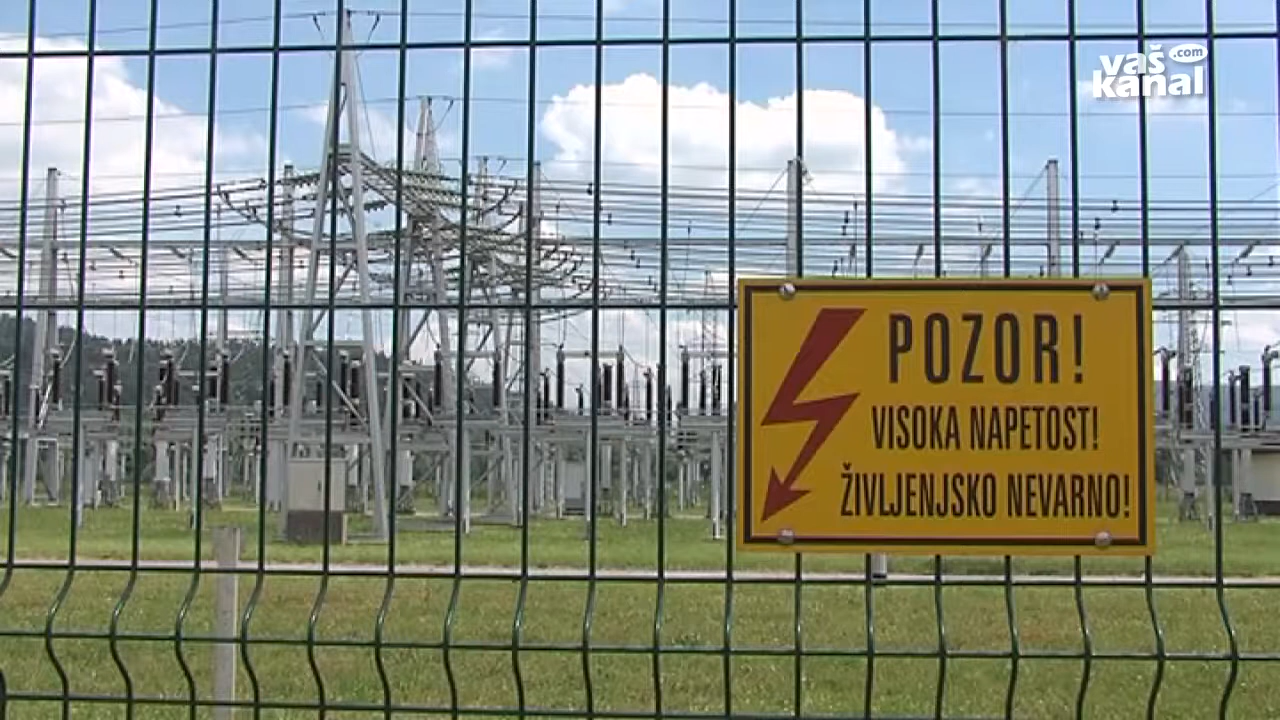 vaš .com
kanal
POZOR!
VISOKA NAPETOST!
ŽIVLJENJSKO NEVARNO!